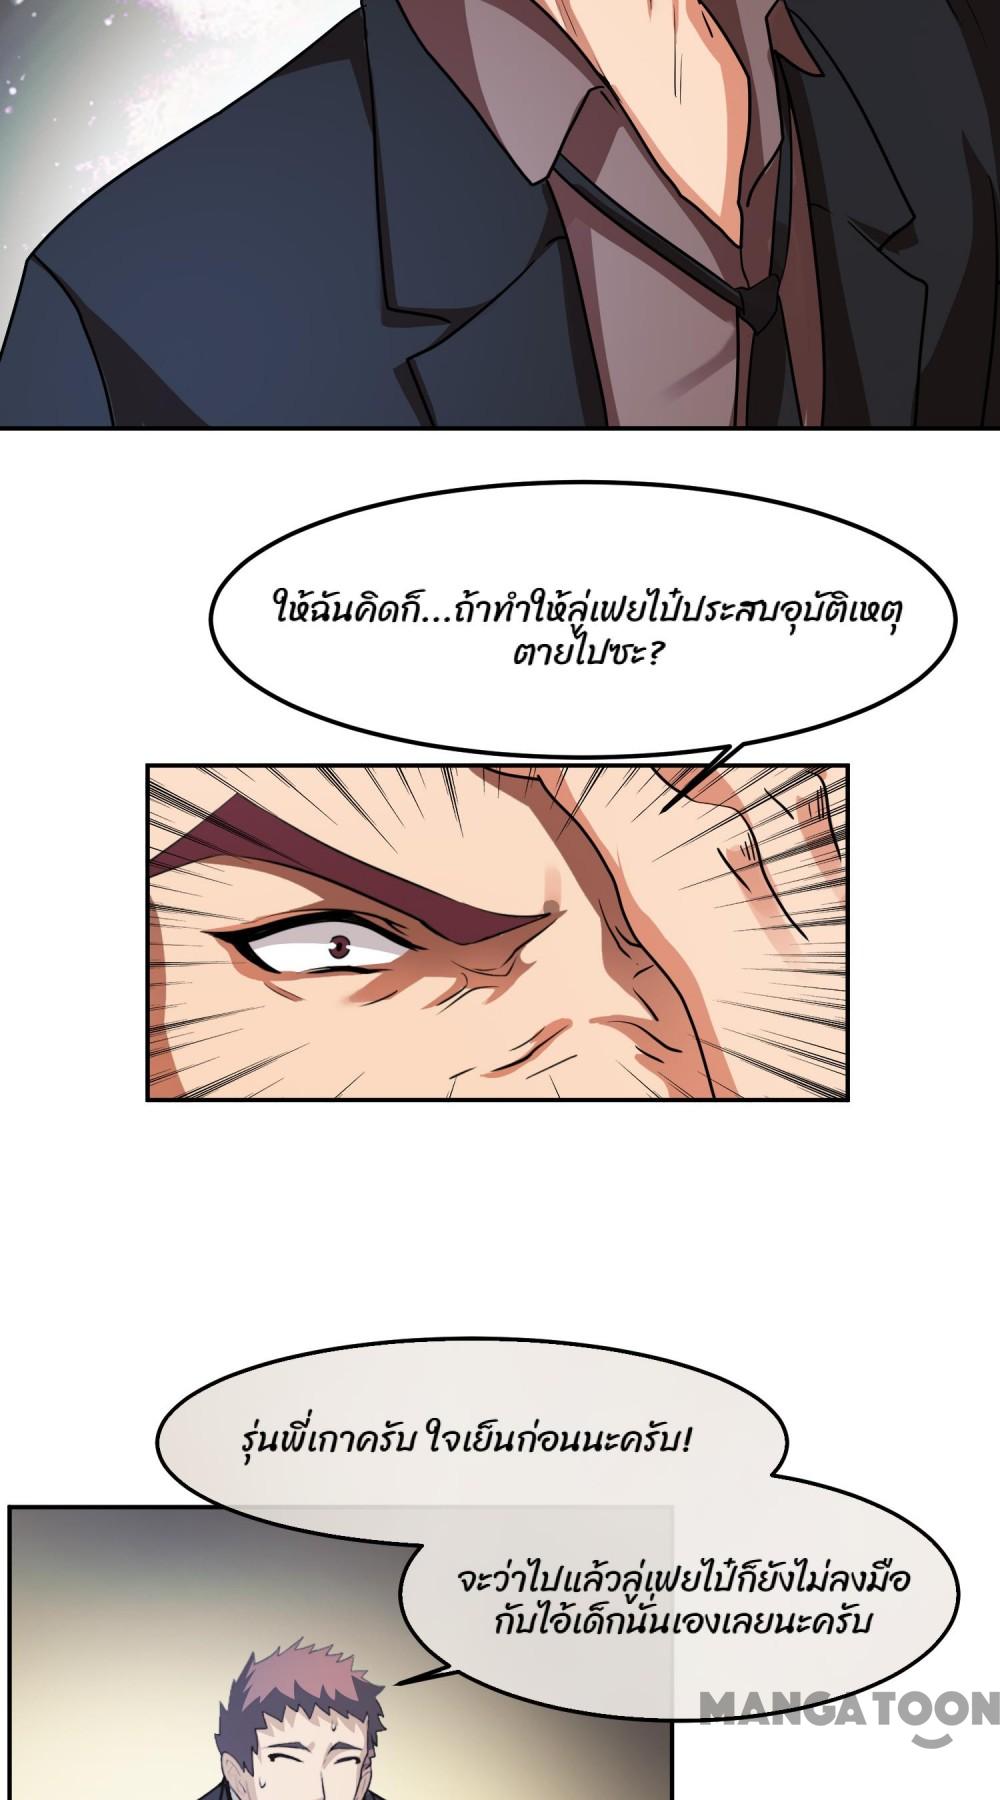 ให้ฉันคิดก็...ถ้าทำให้ลู่เฟยไป๋ประสบอุบัติเหตุ
ตายไปซะ?
รุ่นพี่เกาครับ ใจเย็นก่อนนะครับ!
จะว่าไปแล้วลู่เฟยไป๋ก็ยังไม่ลงมือ
กับไอ้เด็กนั่นเองเลยนะครับ
MANGATOON